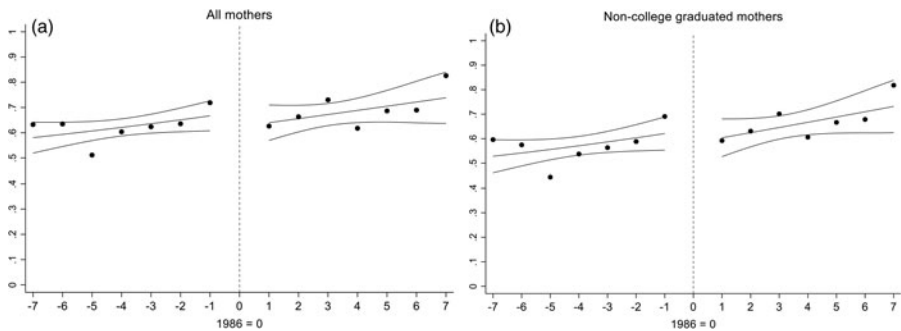 All mothers
(a)
1
.9
.8
.7
.6
.5
.4
.3
.2
.1
0
-7 -6 -5 -4 -3 -2 -1 0 1 2 3 4 5 6 7
1986 = 0
Non-college graduated mothers
(b)
1
.9
.8
.7
.6
.5
.4
.3
.2
.1
0
-7 -6 -5 -4 -3 -2 -1 0 1 2 3 4 5 6 7
1986 = 0